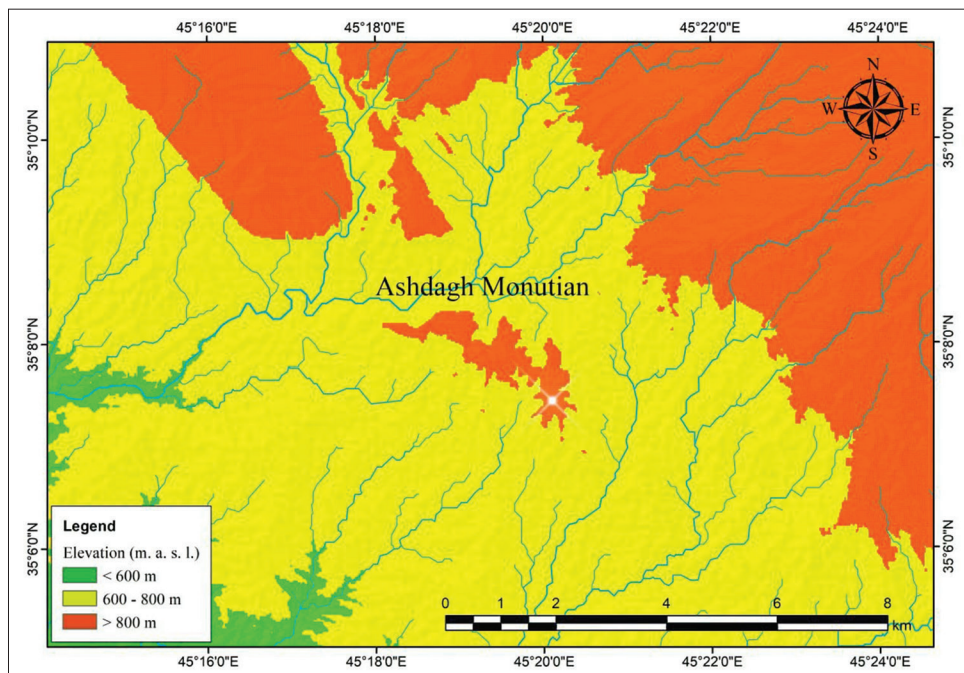 45°16'0"E 45°18'0"E 45°20'0"E 45°22'0"E 45°24'0"E
N
W E
S
35°10'0"N 35°10'0"N
Ashdagh Monutian
35°8'0"N 35°8'0"N
35°6'0"N 35°6'0"N
Legend
Elevation (m. a. s. l.)
< 600 m
600 - 800 m
> 800 m
0 1 2 4 6 8
km
45°16'0"E 45°18'0"E 45°20'0"E 45°22'0"E 45°24'0"E